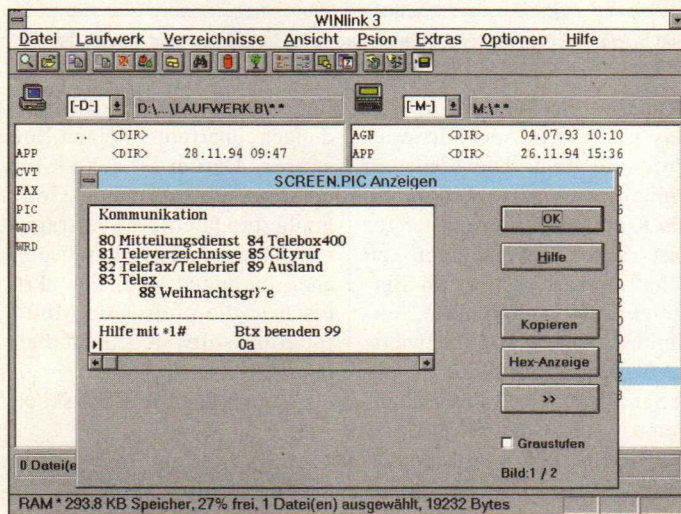 WINlink 3
Datei Laufwerk Verzeichnisse Ansicht Psion Extras Optionen Hilfe
[-D-] D:\...\LAUFWERK.B\*.* [-M-] M:\*.*
.. <DIR> AGN <DIR> 04.07.93 10:10
APP <DIR> 28.11.94 09:47 APP <DIR> 26.11.94 15:36
CVT 7
FAX
PIC
WDR
WRD
SCREEN.PIC Anzeigen
Kommunikation
-------------
80 Mitteilungsdienst 84 Telebox400
81 Televerzeichnisse 85 Cityruf
82 Telefax/Telebrief 89 Ausland
83 Telex
88 Weihnachtsgr}~e
Hilfe mit *1# Btx beenden 99
0a
OK
Hilfe
Kopieren
Hex-Anzeige
>>
Graustufen
Bild:1 / 2
0 Datei(e
RAM * 293.8 KB Speicher, 27% frei, 1 Datei(en) ausgewählt, 19232 Bytes